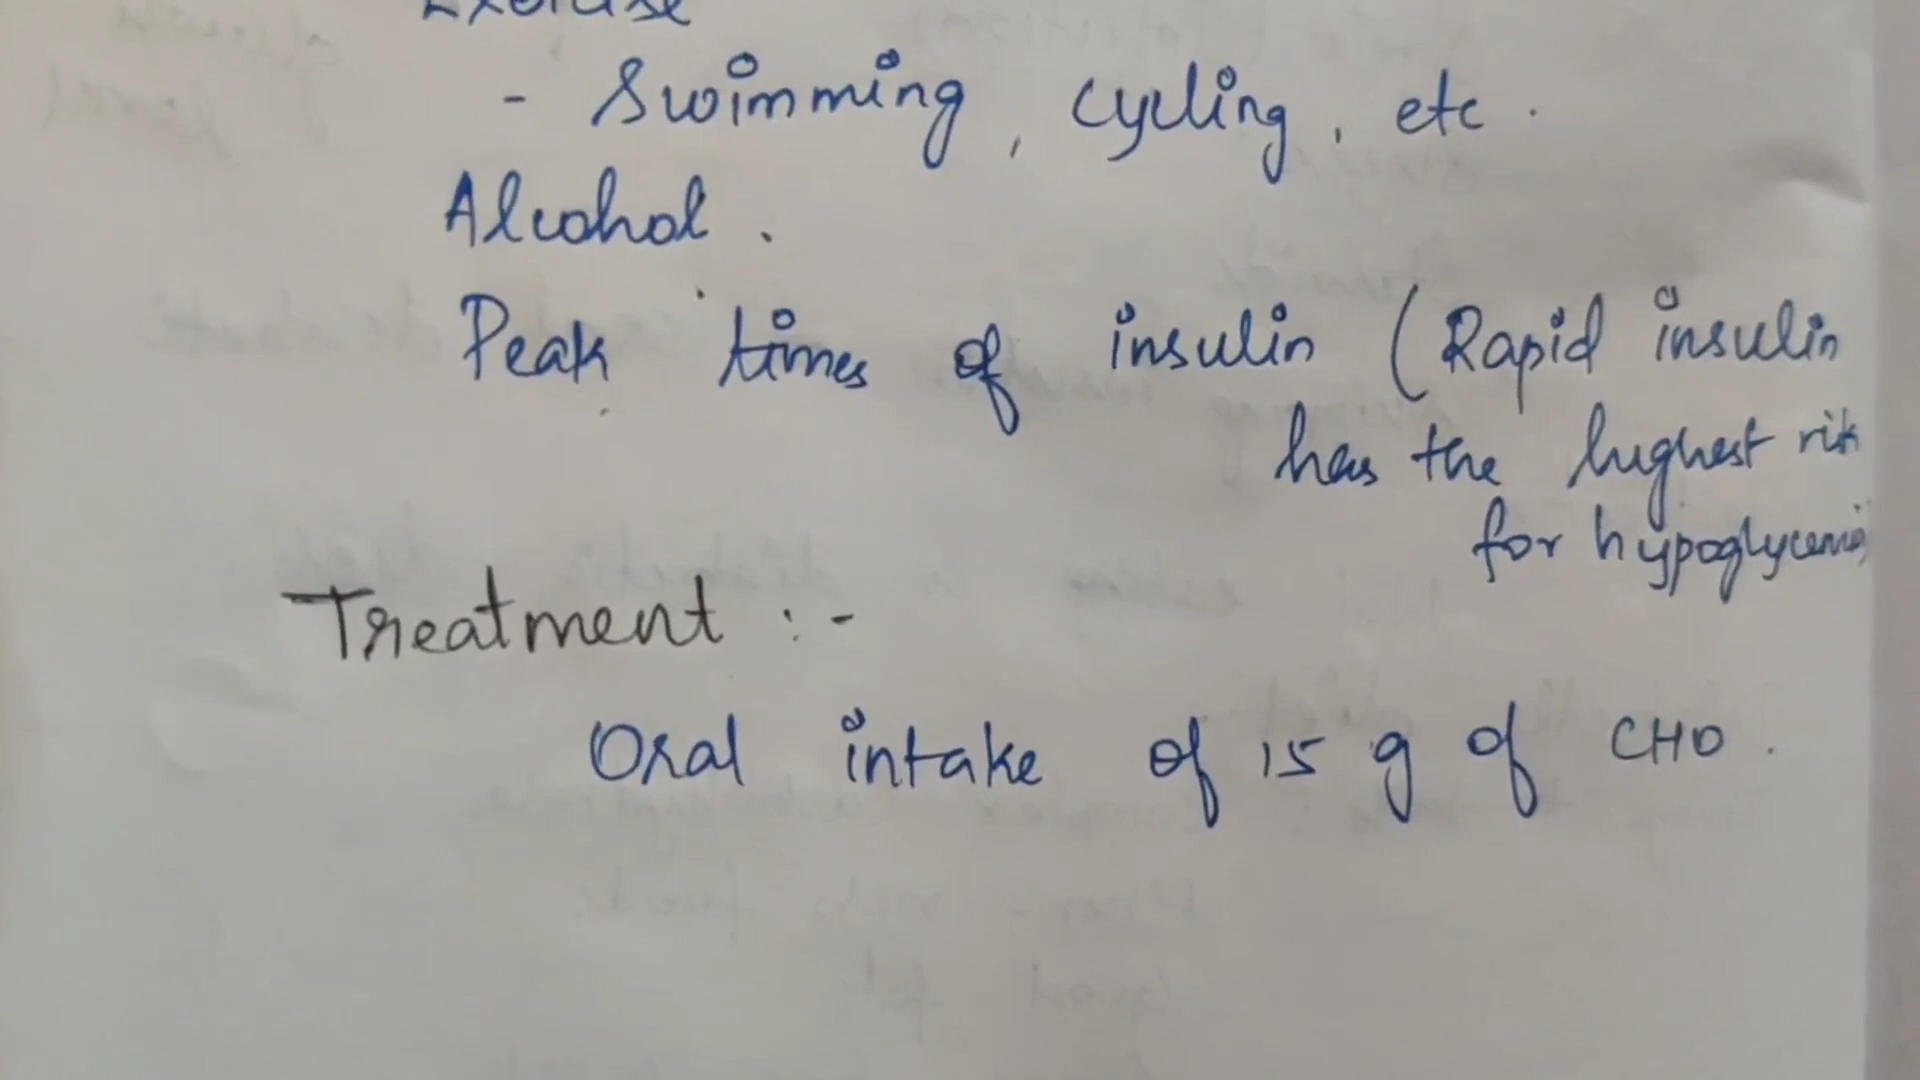 Exercise
- Swimming, cycling, etc.
Alcohol.
Peak times of insulin (Rapid insulin
has the highest risk
for hypoglycemia
Treatment :-
Oral intake of 15 g of CHO.